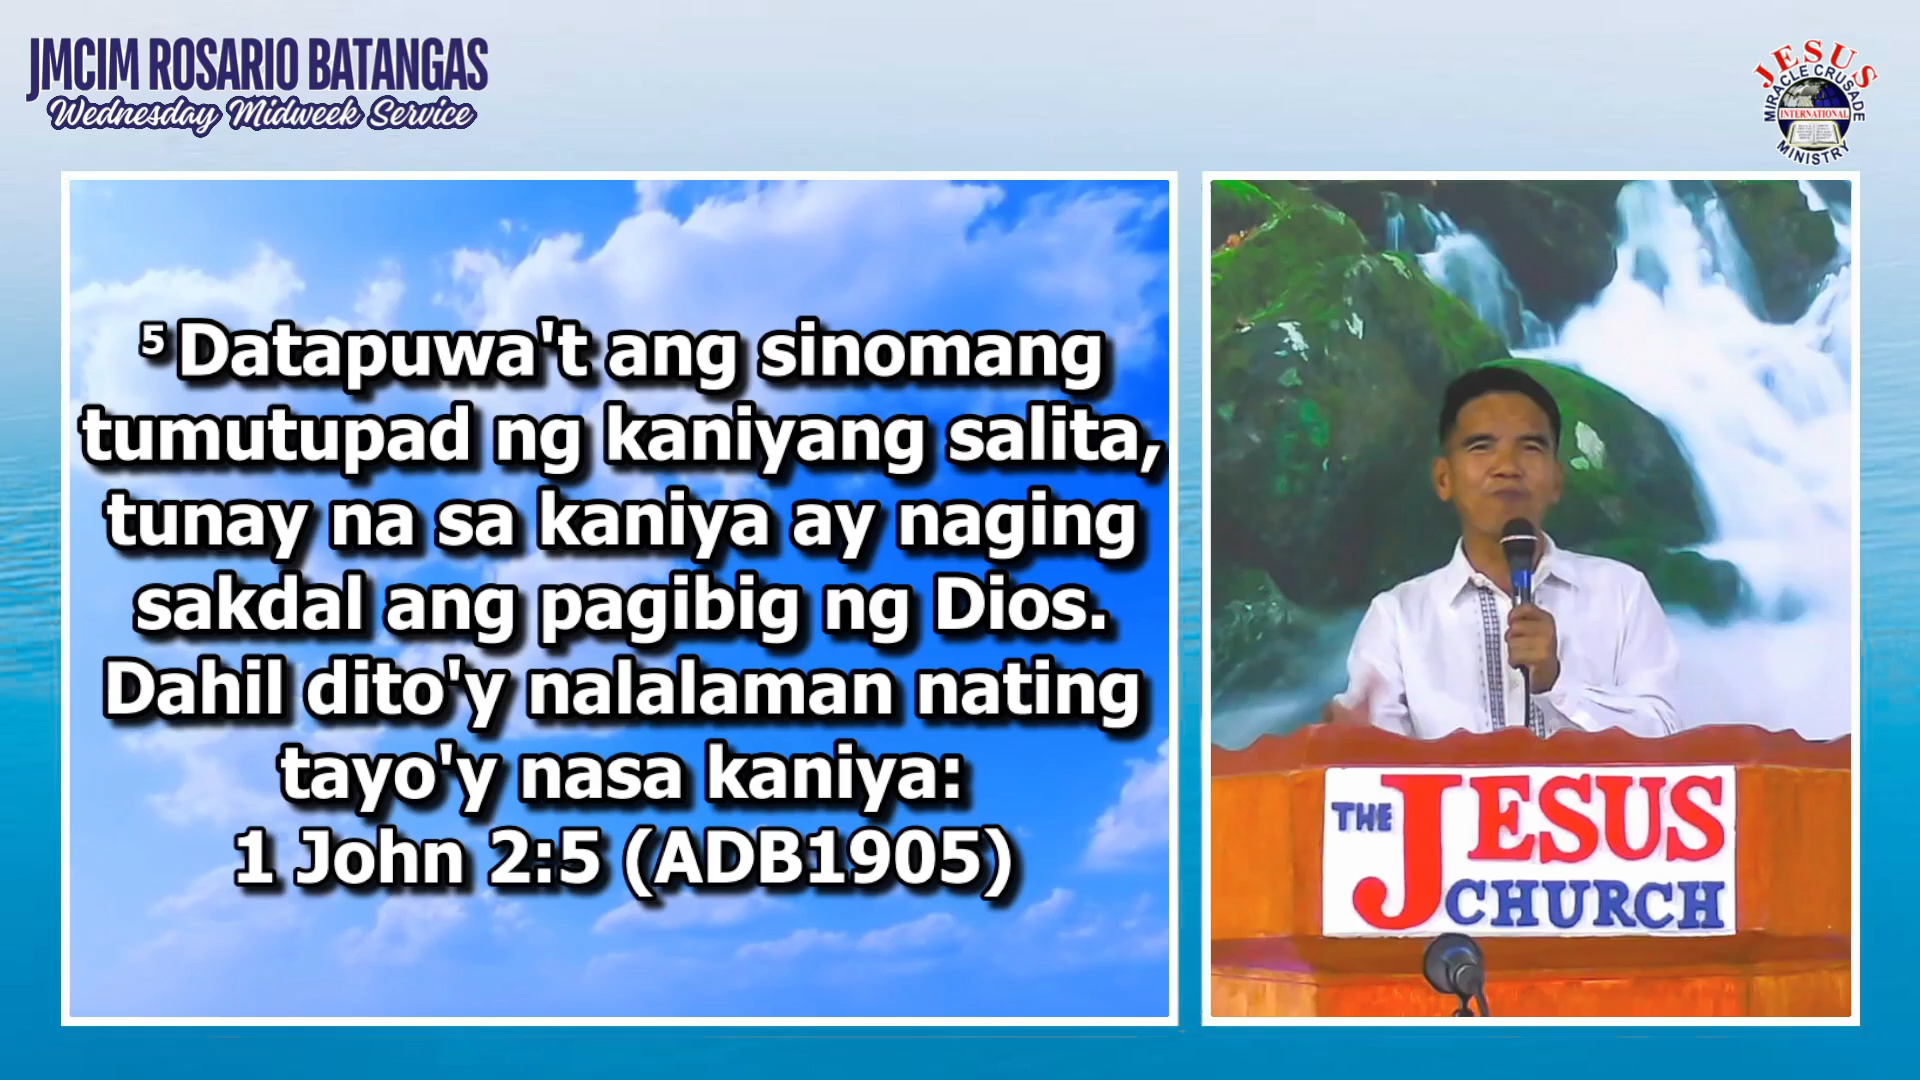 JMCIM ROSARIO BATANGAS
Wednesday Midweek Service
JESUS
MIRACLE CRUSADE
INTERNATIONAL
MINISTRY
5 Datapuwa't ang sinomang
tumutupad ng kaniyang salita,
tunay na sa kaniya ay naging
sakdal ang pagibig ng Dios.
Dahil dito'y nalalaman nating
tayo'y nasa kaniya:
1 John 2:5 (ADB1905)
THE JESUS
CHURCH